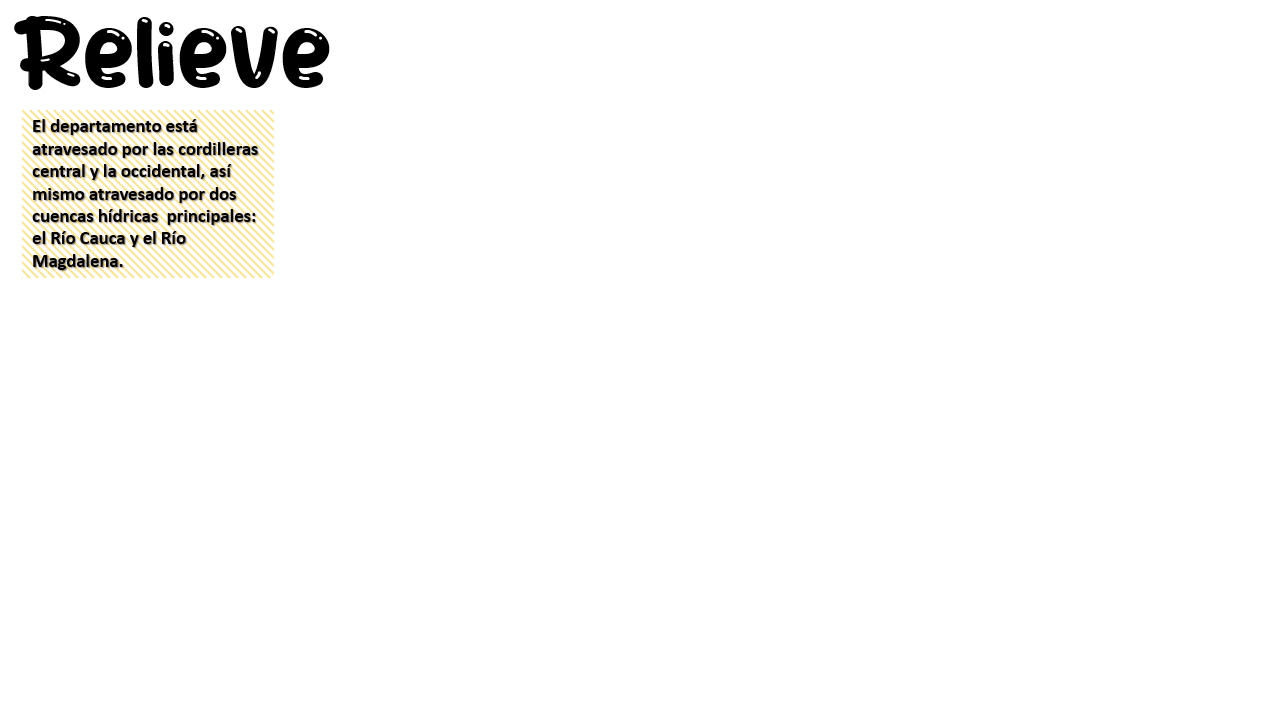 Relieve
El departamento está
atravesado por las cordilleras
central y la occidental, así
mismo atravesado por dos
cuencas hídricas  principales:
el Río Cauca y el Río
Magdalena.